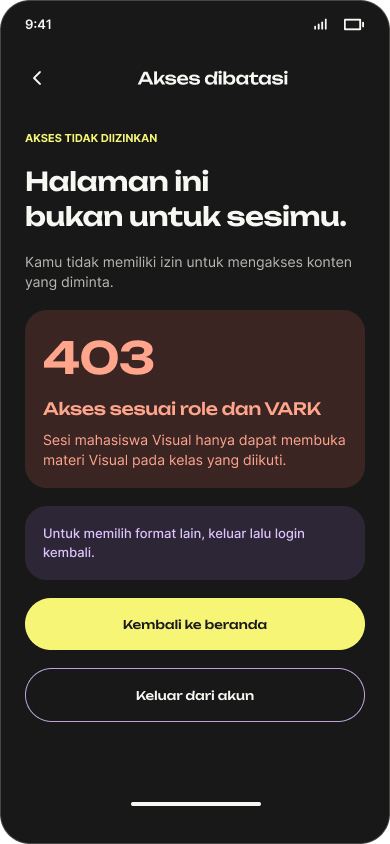 9:41
Akses dibatasi
AKSES TIDAK DIIZINKAN
Halaman ini
bukan untuk sesimu.
Kamu tidak memiliki izin untuk mengakses konten
yang diminta.
403
Akses sesuai role dan VARK
Sesi mahasiswa Visual hanya dapat membuka
materi Visual pada kelas yang diikuti.
Untuk memilih format lain, keluar lalu login
kembali.
Kembali ke beranda
Keluar dari akun